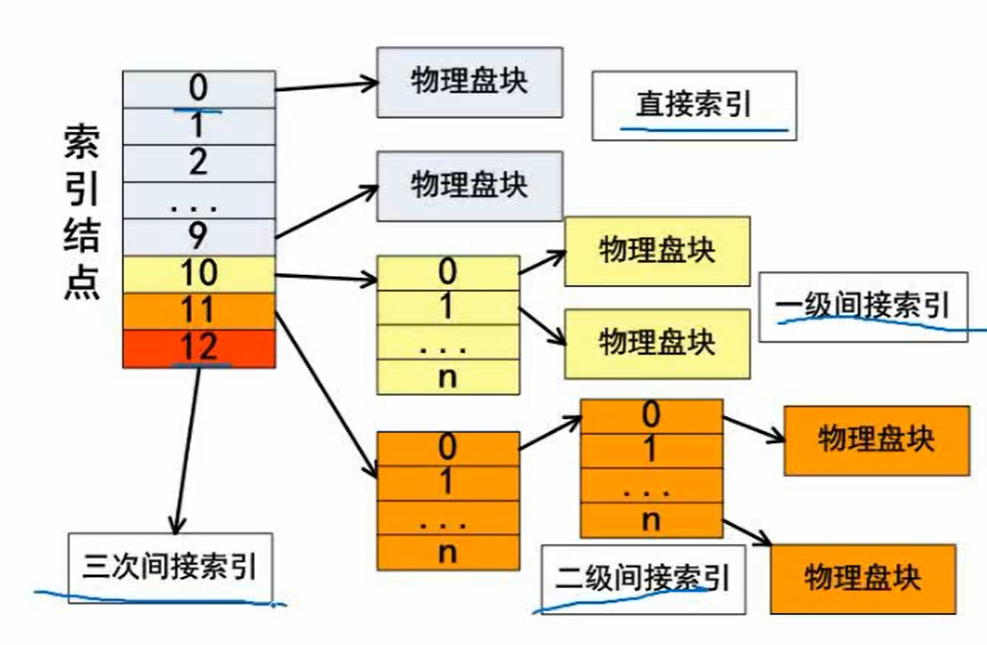 索引结点
0
1
2
...
9
10
11
12
物理盘块
直接索引
物理盘块
0
1
...
n
物理盘块
物理盘块
一级间接索引
0
1
...
n
0
1
...
n
物理盘块
物理盘块
二级间接索引
三次间接索引